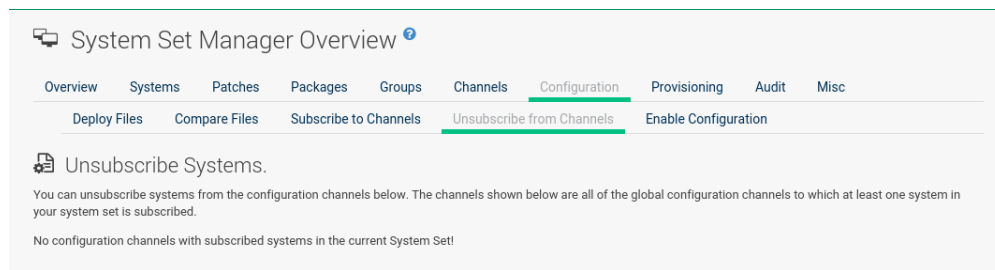 System Set Manager Overview ?
Overview Systems Patches Packages Groups Channels Configuration Provisioning Audit Misc
Deploy Files Compare Files Subscribe to Channels Unsubscribe from Channels Enable Configuration
Unsubscribe Systems.
You can unsubscribe systems from the configuration channels below. The channels shown below are all of the global configuration channels to which at least one system in
your system set is subscribed.
No configuration channels with subscribed systems in the current System Set!